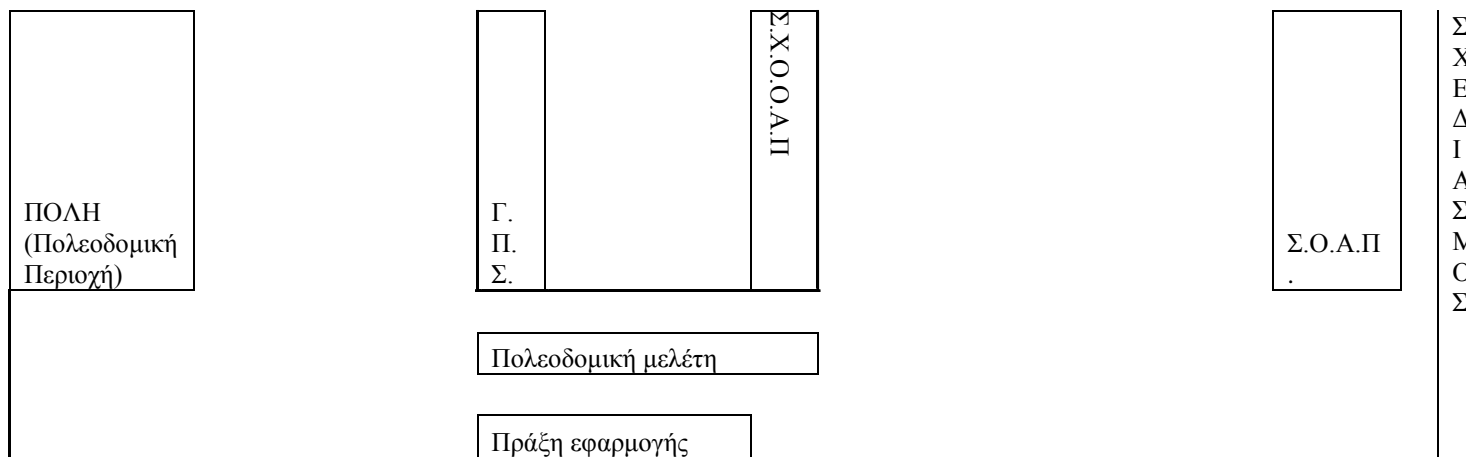 Σ.Χ.Ο.Ο.Α.Π
ΠΟΛΗ
(Πολεοδομική
Περιοχή)
Γ.
Π.
Σ.
Σ.Ο.Α.Π
.
Σ
Χ
Ε
Δ
Ι
Α
Σ
Μ
Ο
Σ
Πολεοδομική μελέτη
Πράξη εφαρμογής